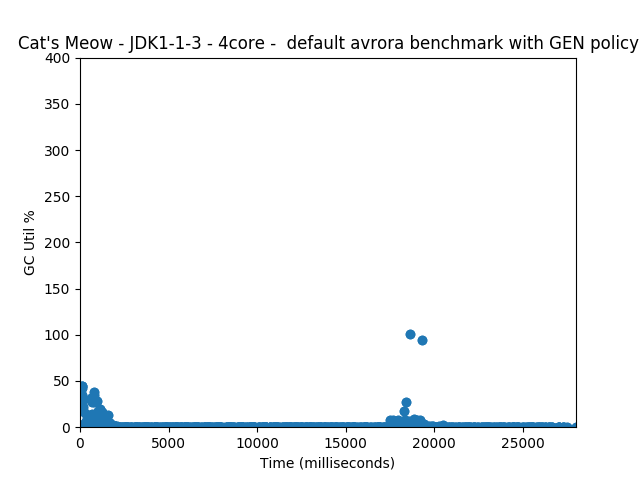 Cat's Meow - JDK1-1-3 - 4core -  default avrora benchmark with GEN policy
400
350
300
250
200
150
100
50
0
GC Util %
0 5000 10000 15000 20000 25000
Time (milliseconds)